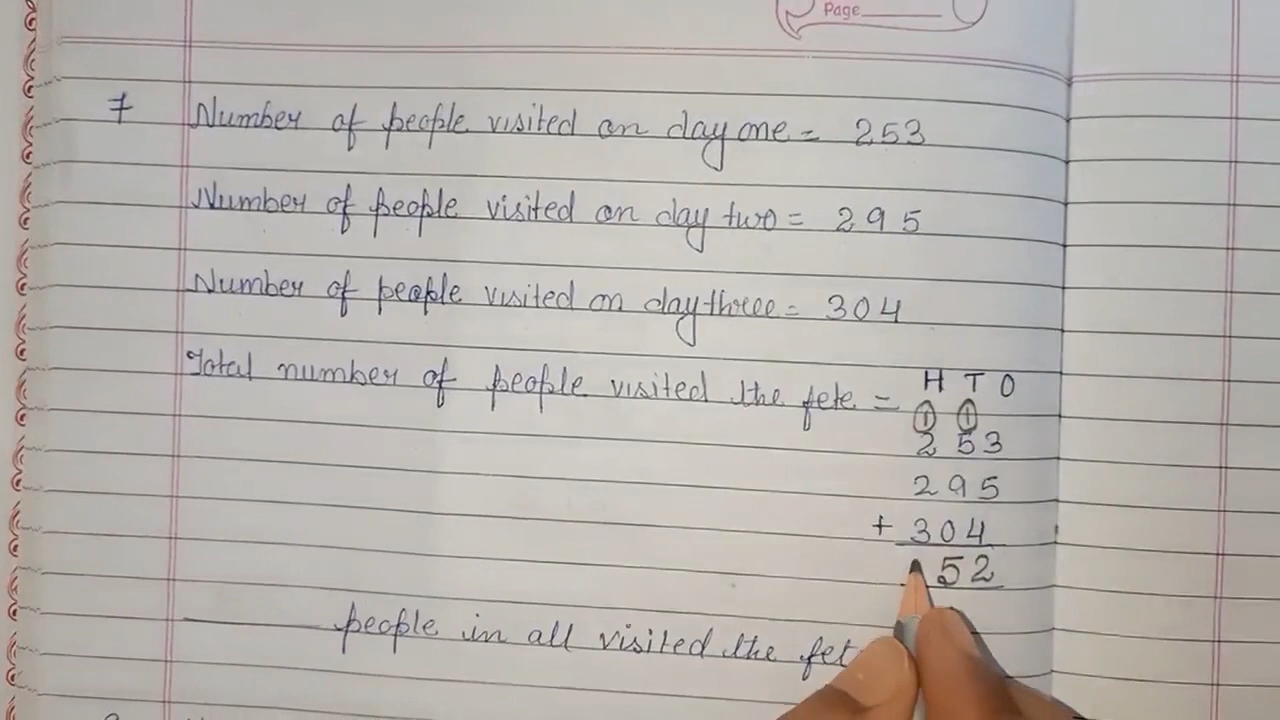 Page
7 Number of people visited on day one = 253
Number of people visited on day two = 295
Number of people visited on day three = 304
Total number of people visited the fete =
H T O
1 1
253
295
+ 304
52
people in all visited the fet